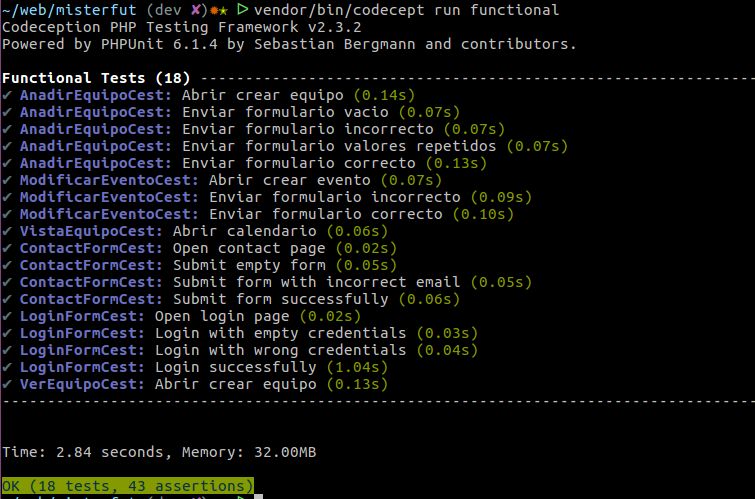 ~/web/misterfut (dev ✘)✹✭ ᐅ vendor/bin/codecept run functional
Codeception PHP Testing Framework v2.3.2
Powered by PHPUnit 6.1.4 by Sebastian Bergmann and contributors.
Functional Tests (18) ---------------------------------------------------------------
✔ AnadirEquipoCest: Abrir crear equipo (0.14s)
✔ AnadirEquipoCest: Enviar formulario vacio (0.07s)
✔ AnadirEquipoCest: Enviar formulario incorrecto (0.07s)
✔ AnadirEquipoCest: Enviar formulario valores repetidos (0.07s)
✔ AnadirEquipoCest: Enviar formulario correcto (0.13s)
✔ ModificarEventoCest: Abrir crear evento (0.07s)
✔ ModificarEventoCest: Enviar formulario incorrecto (0.09s)
✔ ModificarEventoCest: Enviar formulario correcto (0.10s)
✔ VistaEquipoCest: Abrir calendario (0.06s)
✔ ContactFormCest: Open contact page (0.02s)
✔ ContactFormCest: Submit empty form (0.05s)
✔ ContactFormCest: Submit form with incorrect email (0.05s)
✔ ContactFormCest: Submit form successfully (0.06s)
✔ LoginFormCest: Open login page (0.02s)
✔ LoginFormCest: Login with empty credentials (0.03s)
✔ LoginFormCest: Login with wrong credentials (0.04s)
✔ LoginFormCest: Login successfully (1.04s)
✔ VerEquipoCest: Abrir crear equipo (0.13s)
--------------------------------------------------------------------------------------
Time: 2.84 seconds, Memory: 32.00MB
OK (18 tests, 43 assertions)